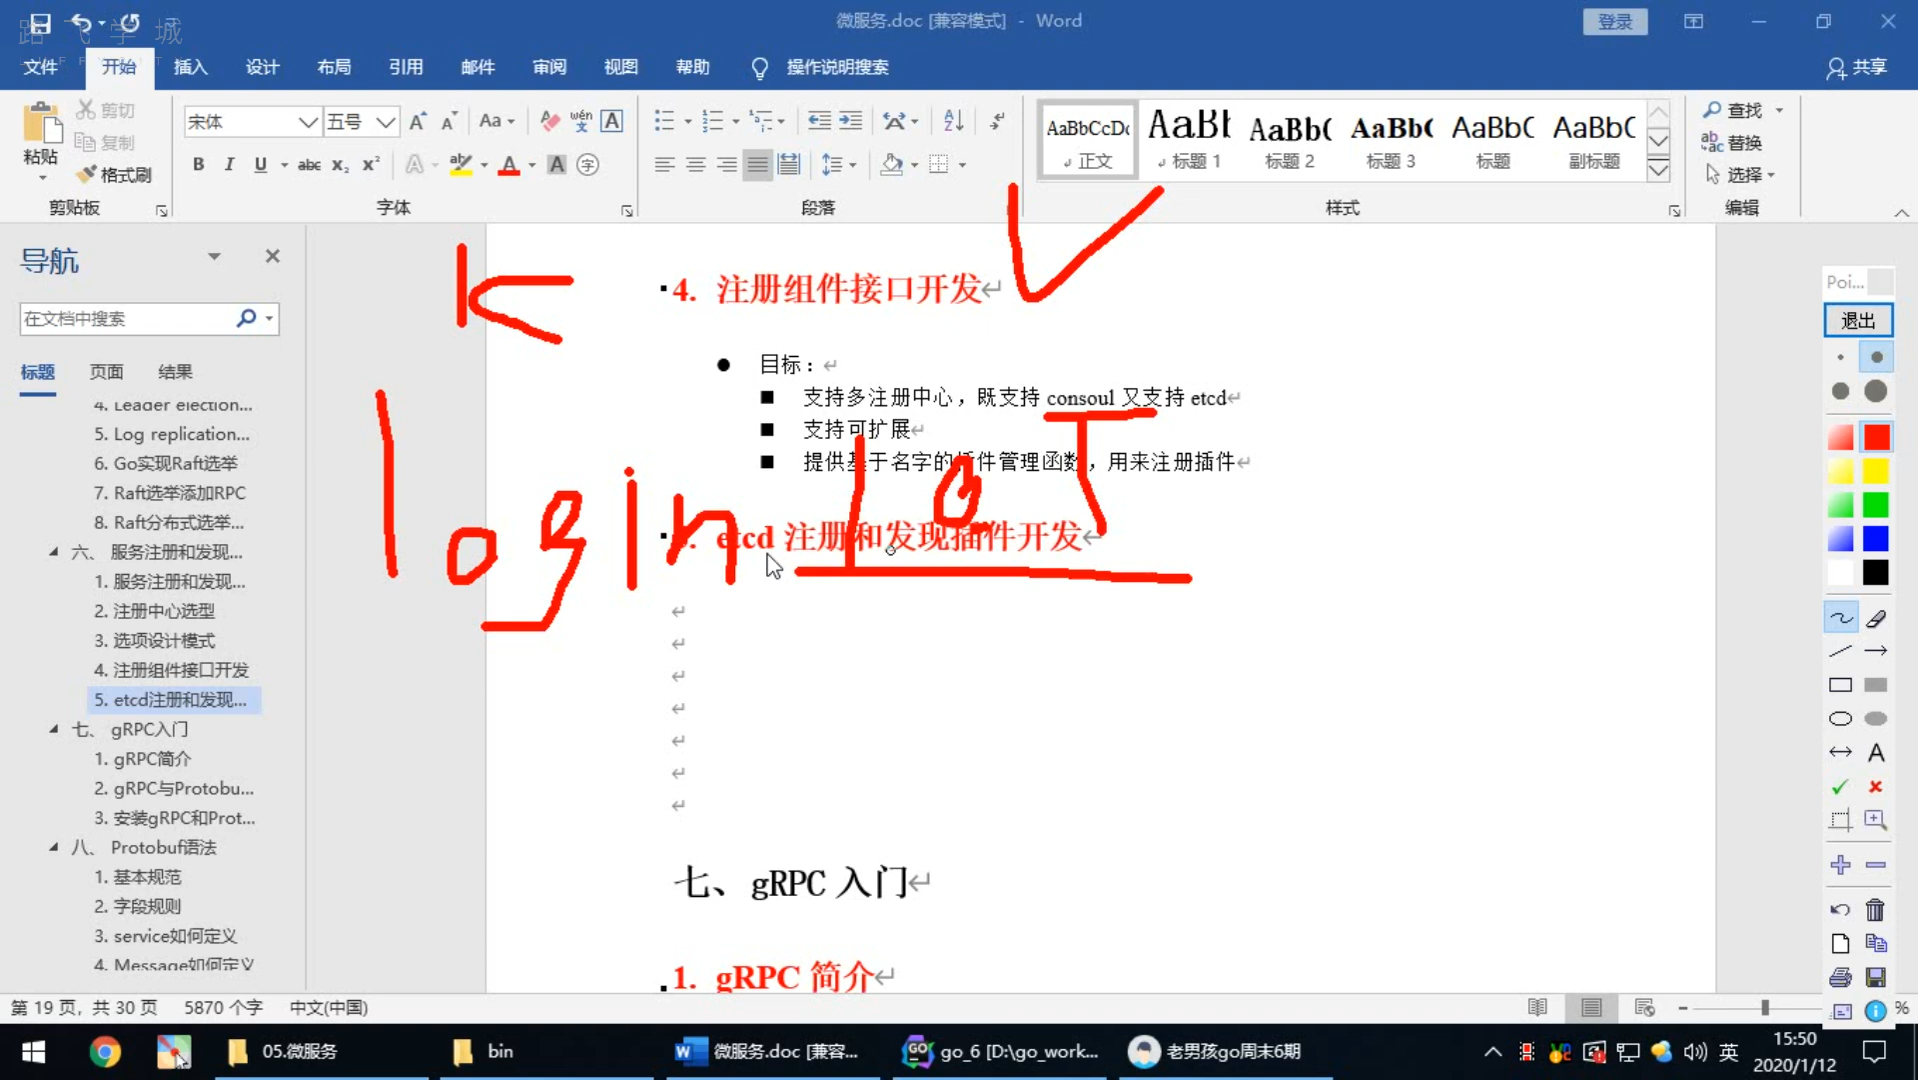 路飞学城
微服务.doc [兼容模式] - Word
登录
文件 开始 插入 设计 布局 引用 邮件 审阅 视图 帮助 操作说明搜索 共享
粘贴 剪切 复制 格式刷
宋体 五号
剪贴板 字体 段落 样式 编辑
AaBbCcDc AaBb AaBbC AaBbC AaBbC AaBbC
正文 标题 1 标题 2 标题 3 标题 副标题
查找
替换
选择
导航
在文档中搜索
标题 页面 结果
4. Leader election...
5. Log replication...
6. Go实现Raft选举
7. Raft选举添加RPC
8. Raft分布式选举...
六、 服务注册和发现...
1. 服务注册和发现...
2. 注册中心选型
3. 选项设计模式
4. 注册组件接口开发
5. etcd注册和发现...
七、 gRPC入门
1. gRPC简介
2. gRPC与Protobu...
3. 安装gRPC和Prot...
八、 Protobuf语法
1. 基本规范
2. 字段规则
3. service如何定义
4. Message如何定义
4. 注册组件接口开发
● 目标：
■ 支持多注册中心，既支持 consoul 又支持 etcd
■ 支持可扩展
■ 提供基于名字的插件管理函数，用来注册插件
etcd 注册和发现插件开发
login
七、gRPC 入门
1. gRPC 简介
Poi...
退出
第 19 页，共 30 页 5870 个字 中文(中国)
%
05.微服务
bin
微服务.doc [兼容...
go_6 [D:\go_work...
老男孩go周末6期
英
15:50
2020/1/12